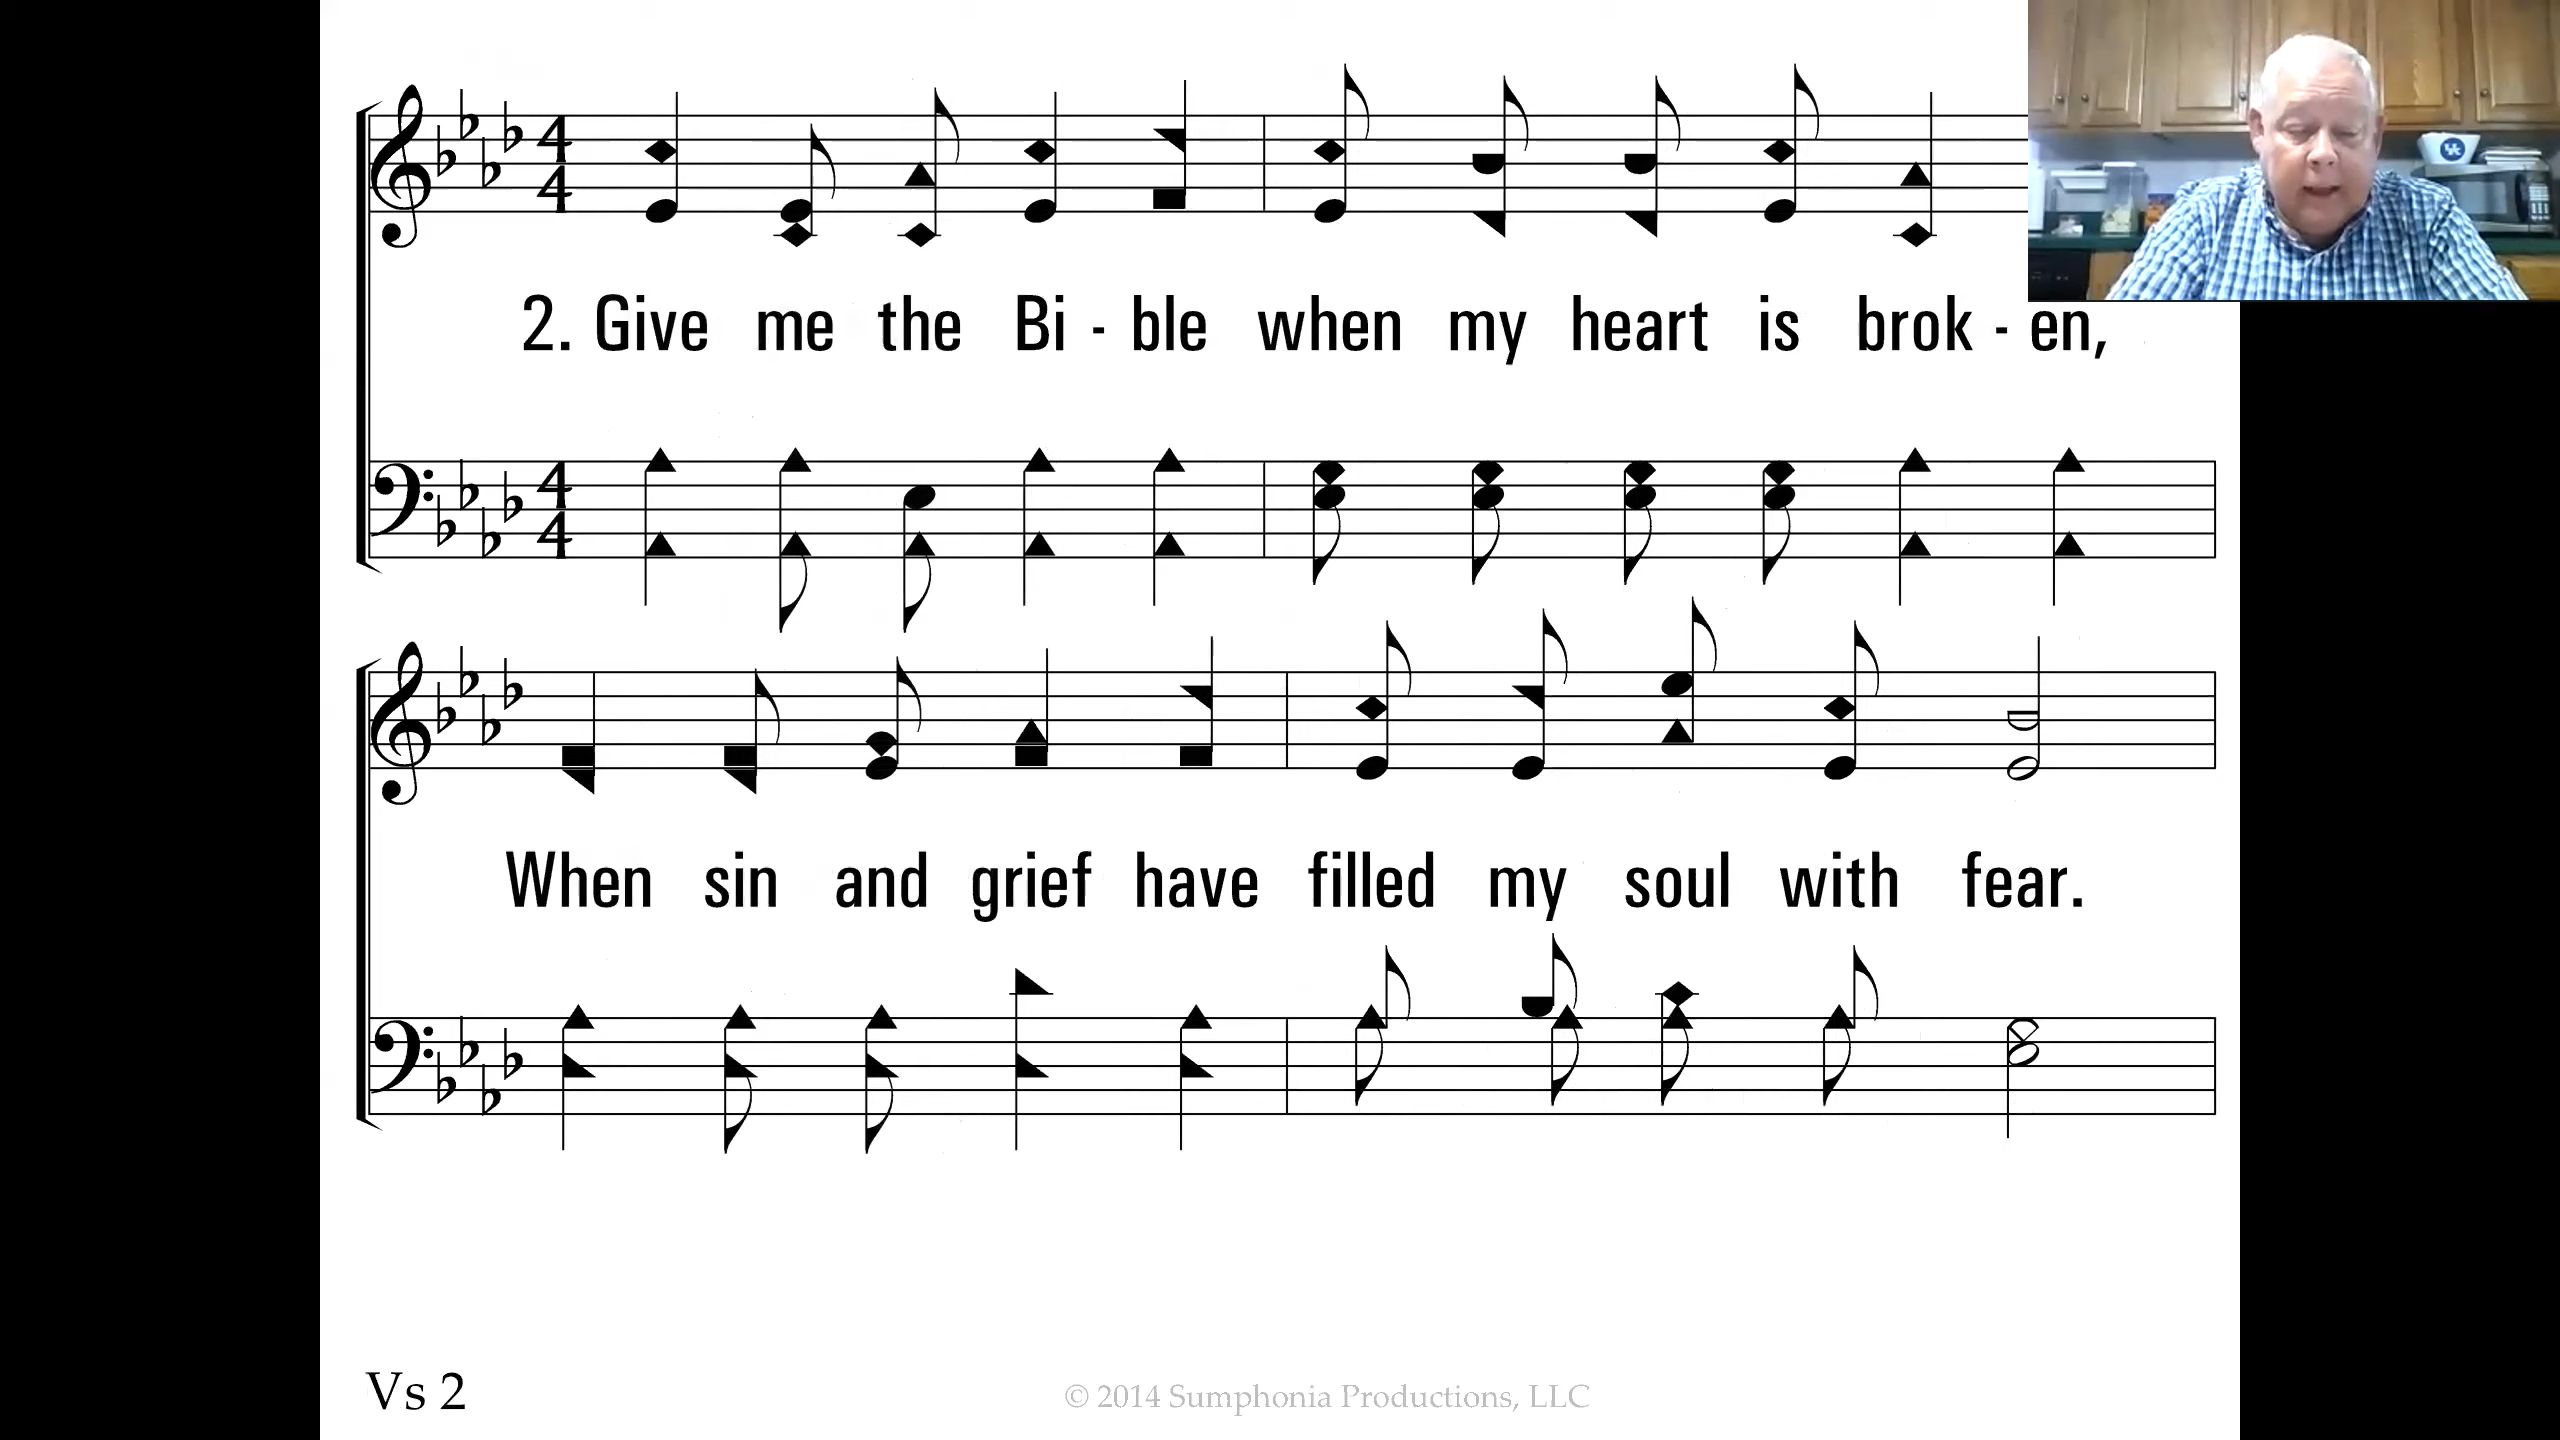 2. Give me the Bi - ble when my heart is brok - en,
When sin and grief have filled my soul with fear.
Vs 2
© 2014 Sumphonia Productions, LLC